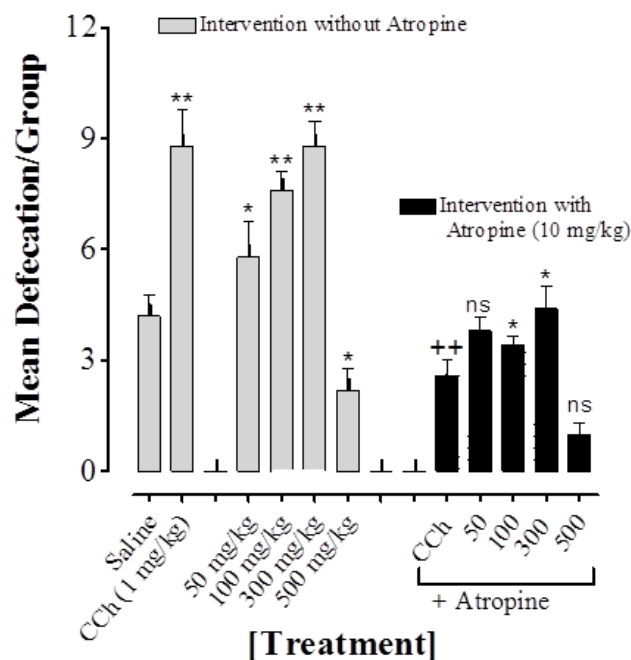 Intervention without Atropine
Intervention with
Atropine (10 mg/kg)
Mean Defecation/Group
12
9
6
3
0
**
*
**
**
*
++
ns
*
*
ns
Saline
CCh (1 mg/kg)
50 mg/kg
100 mg/kg
300 mg/kg
500 mg/kg
CCh
50
100
300
500
+ Atropine
[Treatment]